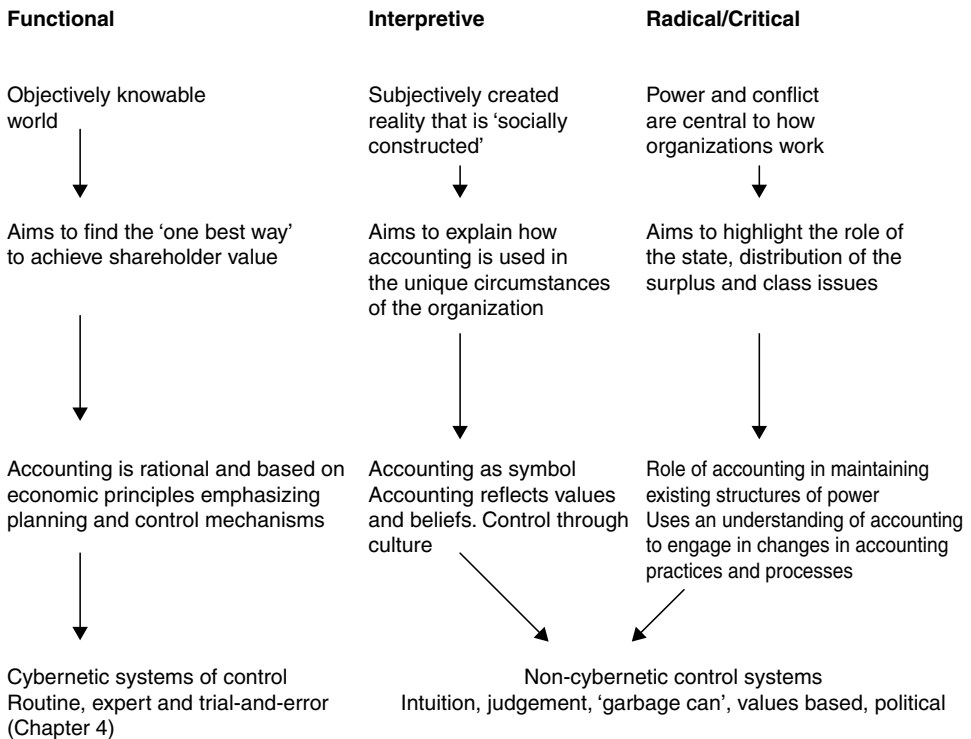 Functional
Interpretive
Radical/Critical
Objectively knowable
world
Subjectively created
reality that is ‘socially
constructed’
Power and conflict
are central to how
organizations work
Aims to find the ‘one best way’
to achieve shareholder value
Aims to explain how
accounting is used in
the unique circumstances
of the organization
Aims to highlight the role of
the state, distribution of the
surplus and class issues
Accounting is rational and based on
economic principles emphasizing
planning and control mechanisms
Accounting as symbol
Accounting reflects values
and beliefs. Control through
culture
Role of accounting in maintaining
existing structures of power
Uses an understanding of accounting
to engage in changes in accounting
practices and processes
Cybernetic systems of control
Routine, expert and trial-and-error
(Chapter 4)
Non-cybernetic control systems
Intuition, judgement, ‘garbage can’, values based, political